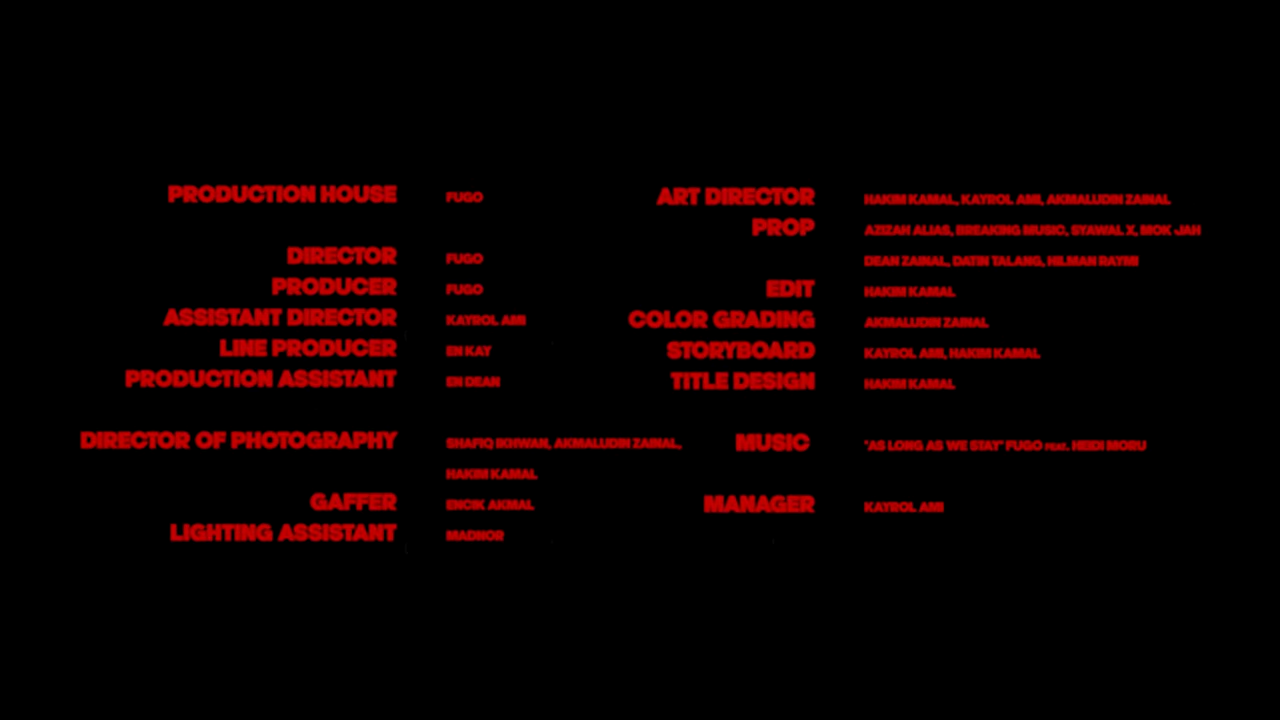 PRODUCTION HOUSE FUGO
DIRECTOR FUGO
PRODUCER FUGO
ASSISTANT DIRECTOR KAYROL AMI
LINE PRODUCER EN KAY
PRODUCTION ASSISTANT EN DEAN
DIRECTOR OF PHOTOGRAPHY SHAFIQ IKHWAN, AKMALUDIN ZAINAL,
HAKIM KAMAL
GAFFER ENCIK AKMAL
LIGHTING ASSISTANT MADNOR
ART DIRECTOR HAKIM KAMAL, KAYROL AMI, AKMALUDIN ZAINAL
PROP AZIZAH ALIAS, BREAKING MUSIC, SYAWAL X, MOK JAH
DEAN ZAINAL, DATIN TALANG, HILMAN RAYMI
EDIT HAKIM KAMAL
COLOR GRADING AKMALUDIN ZAINAL
STORYBOARD KAYROL AMI, HAKIM KAMAL
TITLE DESIGN HAKIM KAMAL
MUSIC "AS LONG AS WE STAY" FUGO FEAT. HEIDI MORU
MANAGER KAYROL AMI